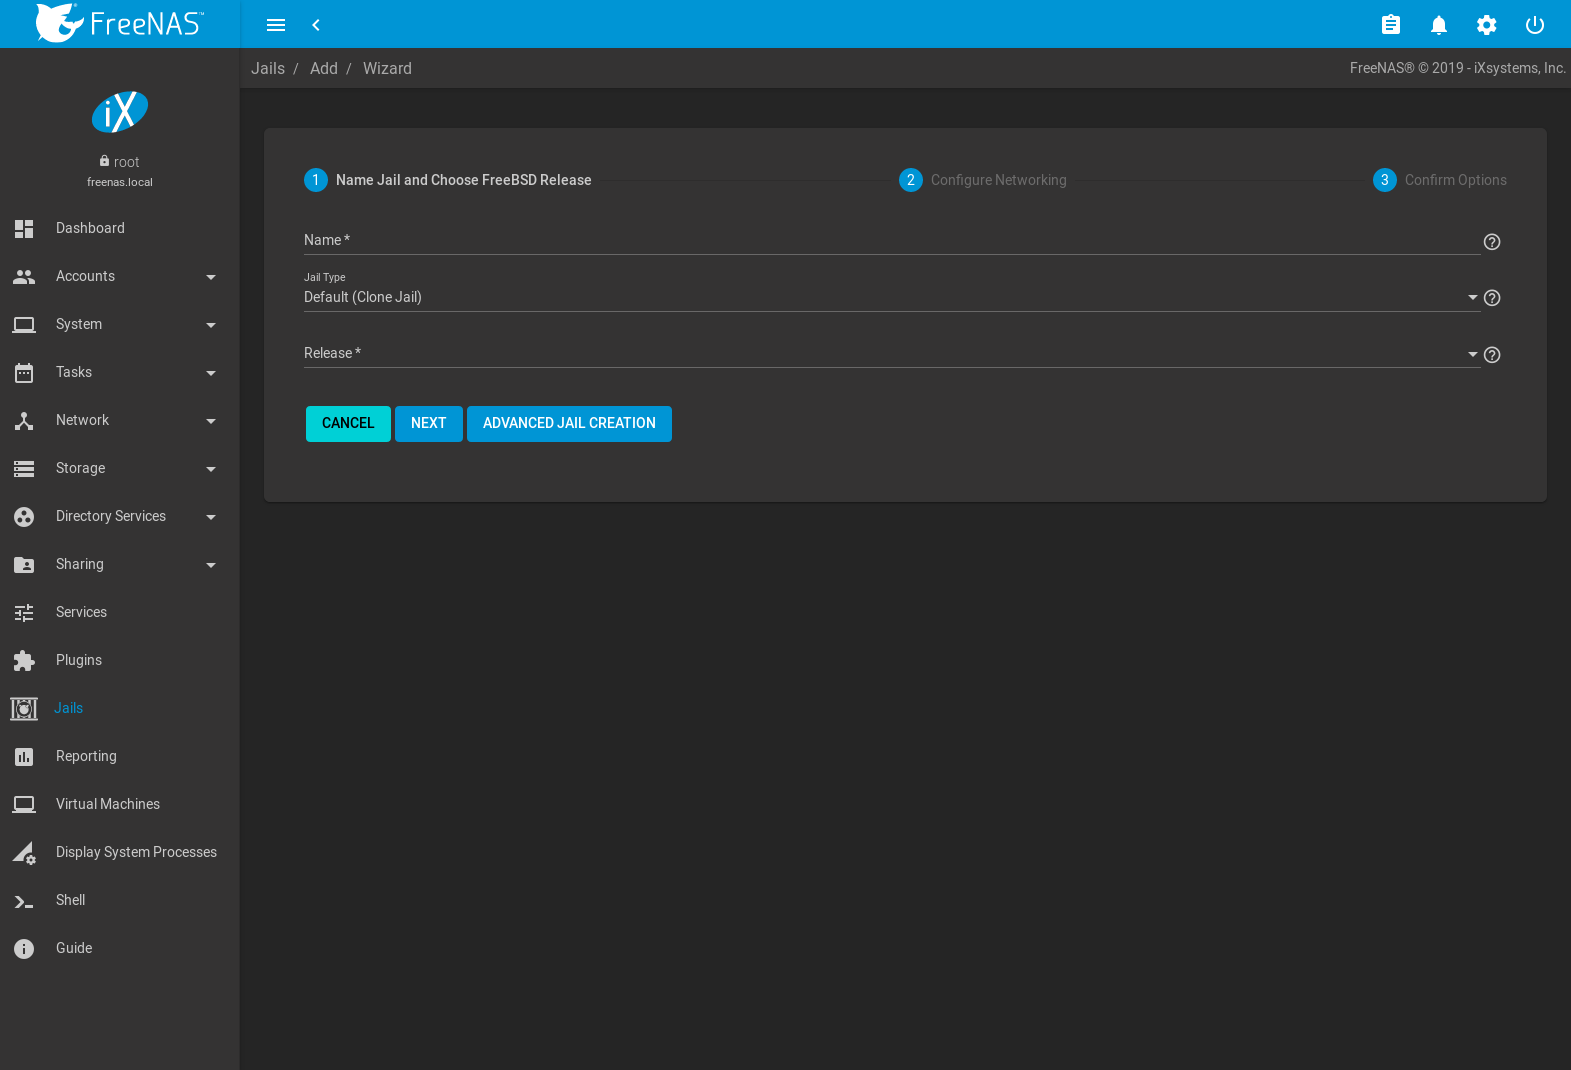 FreeNAS™
Jails / Add / Wizard
FreeNAS® © 2019 - iXsystems, Inc.
iX
root
freenas.local
Dashboard
Accounts
System
Tasks
Network
Storage
Directory Services
Sharing
Services
Plugins
Jails
Reporting
Virtual Machines
Display System Processes
Shell
Guide
1 Name Jail and Choose FreeBSD Release
2 Configure Networking
3 Confirm Options
Name *
Jail Type
Default (Clone Jail)
Release *
CANCEL NEXT ADVANCED JAIL CREATION